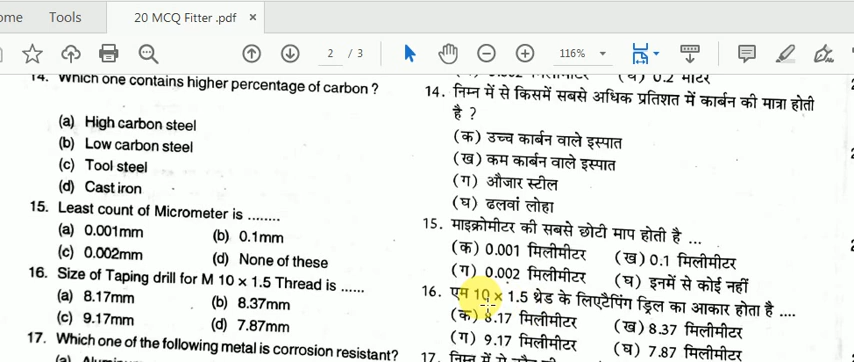 ome
Tools
20 MCQ Fitter .pdf
×
2 / 3
116%
14. Which one contains higher percentage of carbon ?
(a) High carbon steel
(b) Low carbon steel
(c) Tool steel
(d) Cast iron
15. Least count of Micrometer is ........
(a) 0.001mm (b) 0.1mm
(c) 0.002mm (d) None of these
16. Size of Taping drill for M 10 × 1.5 Thread is ......
(a) 8.17mm (b) 8.37mm
(c) 9.17mm (d) 7.87mm
17. Which one of the following metal is corrosion resistant?
(घ) 0.2 मीटर
14. निम्न में से किसमें सबसे अधिक प्रतिशत में कार्बन की मात्रा होती
है ?
(क) उच्च कार्बन वाले इस्पात
(ख) कम कार्बन वाले इस्पात
(ग) औजार स्टील
(घ) ढलवां लोहा
15. माइक्रोमीटर की सबसे छोटी माप होती है ...
(क) 0.001 मिलीमीटर (ख) 0.1 मिलीमीटर
(ग) 0.002 मिलीमीटर (घ) इनमें से कोई नहीं
16. एम 10 × 1.5 थ्रेड के लिएटैपिंग ड्रिल का आकार होता है ....
(क) 8.17 मिलीमीटर (ख) 8.37 मिलीमीटर
(ग) 9.17 मिलीमीटर (घ) 7.87 मिलीमीटर
17.